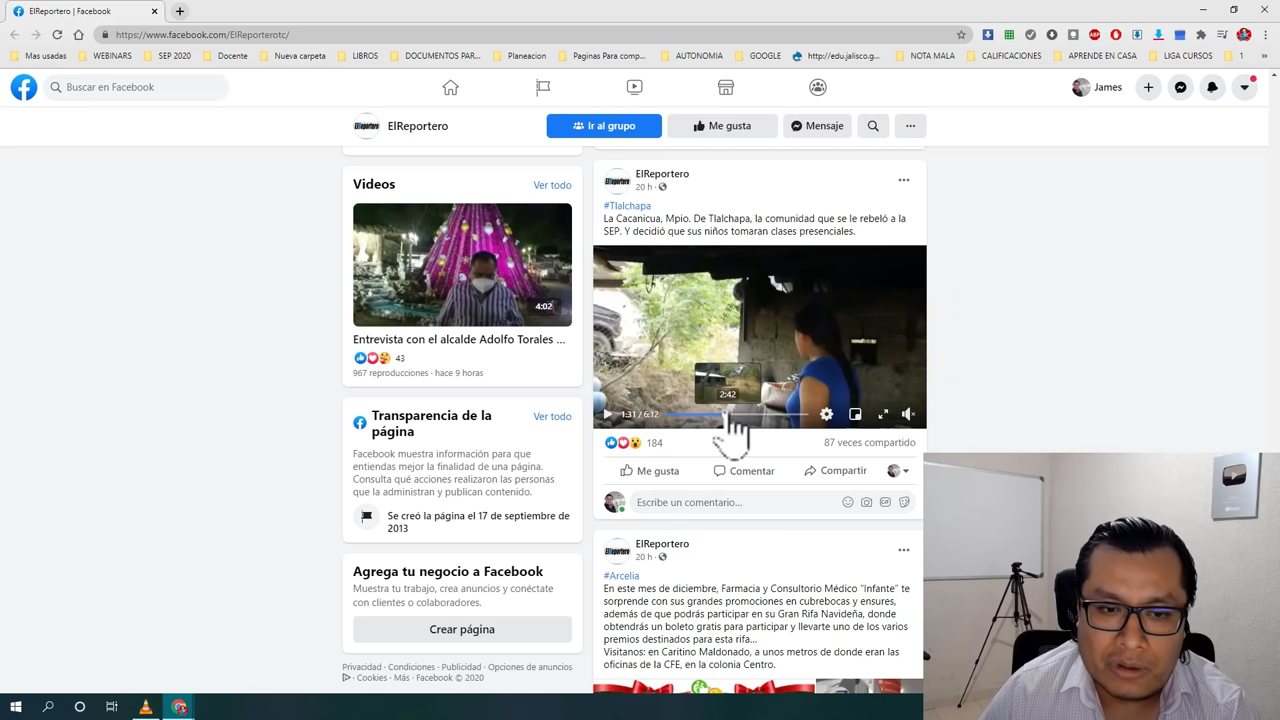 ElReportero | Facebook
https://www.facebook.com/ElReporterotc/
Mas usadas
WEBINARS
SEP 2020
Docente
Nueva carpeta
LIBROS
DOCUMENTOS PAR...
Planeacion
Paginas Para comp...
AUTONOMIA
GOOGLE
http://edu.jalisco.g...
NOTA MALA
CALIFICACIONES
APRENDE EN CASA
LIGA CURSOS
1
»
Buscar en Facebook
James
ElReportero
Ir al grupo
Me gusta
Mensaje
Videos
Ver todo
4:02
Entrevista con el alcalde Adolfo Torales ...
43
967 reproducciones · hace 9 horas
Transparencia de la
página
Ver todo
Facebook muestra información para que
entiendas mejor la finalidad de una página.
Consulta qué acciones realizaron las personas
que la administran y publican contenido.
Se creó la página el 17 de septiembre de
2013
Agrega tu negocio a Facebook
Muestra tu trabajo, crea anuncios y conéctate
con clientes o colaboradores.
Crear página
Privacidad · Condiciones · Publicidad · Opciones de anuncios
· Cookies · Más · Facebook © 2020
ElReportero
20 h ·
#Tlalchapa
La Cacanicua, Mpio. De Tlalchapa, la comunidad que se le rebeló a la
SEP. Y decidió que sus niños tomaran clases presenciales.
2:42
1:31 / 6:12
184
87 veces compartido
Me gusta
Comentar
Compartir
Escribe un comentario...
ElReportero
20 h ·
#Arcelia
En este mes de diciembre, Farmacia y Consultorio Médico "Infante" te
sorprende con sus grandes promociones en cubrebocas y ensures,
además de que podrás participar en su Gran Rifa Navideña, donde
obtendrás un boleto gratis para participar y llevarte uno de los varios
premios destinados para esta rifa...
Visitanos: en Caritino Maldonado, a unos metros de donde eran las
oficinas de la CFE, en la colonia Centro.